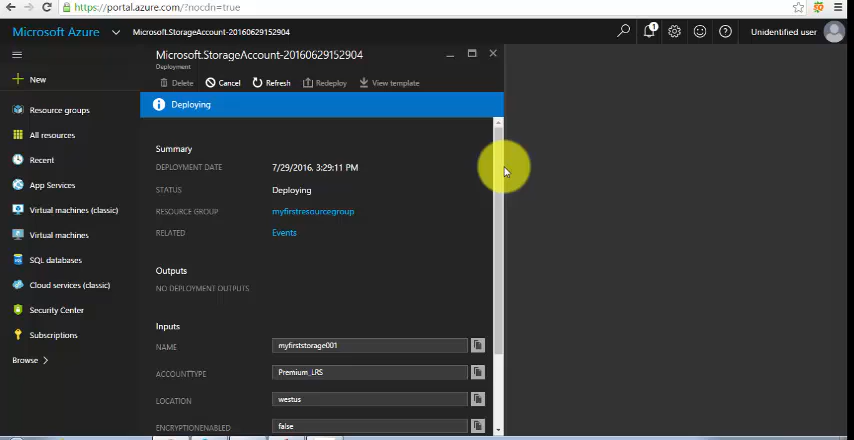 https://portal.azure.com/?nocdn=true
Microsoft Azure
Microsoft.StorageAccount-20160629152904
1
Unidentified user
Microsoft.StorageAccount-20160629152904
Deployment
Delete
Cancel
Refresh
Redeploy
View template
Deploying
New
Resource groups
All resources
Recent
App Services
Virtual machines (classic)
Virtual machines
SQL databases
Cloud services (classic)
Security Center
Subscriptions
Browse
Summary
DEPLOYMENT DATE 7/29/2016, 3:29:11 PM
STATUS Deploying
RESOURCE GROUP myfirstresourcegroup
RELATED Events
Outputs
NO DEPLOYMENT OUTPUTS
Inputs
NAME myfirststorage001
ACCOUNTTYPE Premium_LRS
LOCATION westus
ENCRYPTIONENABLED false